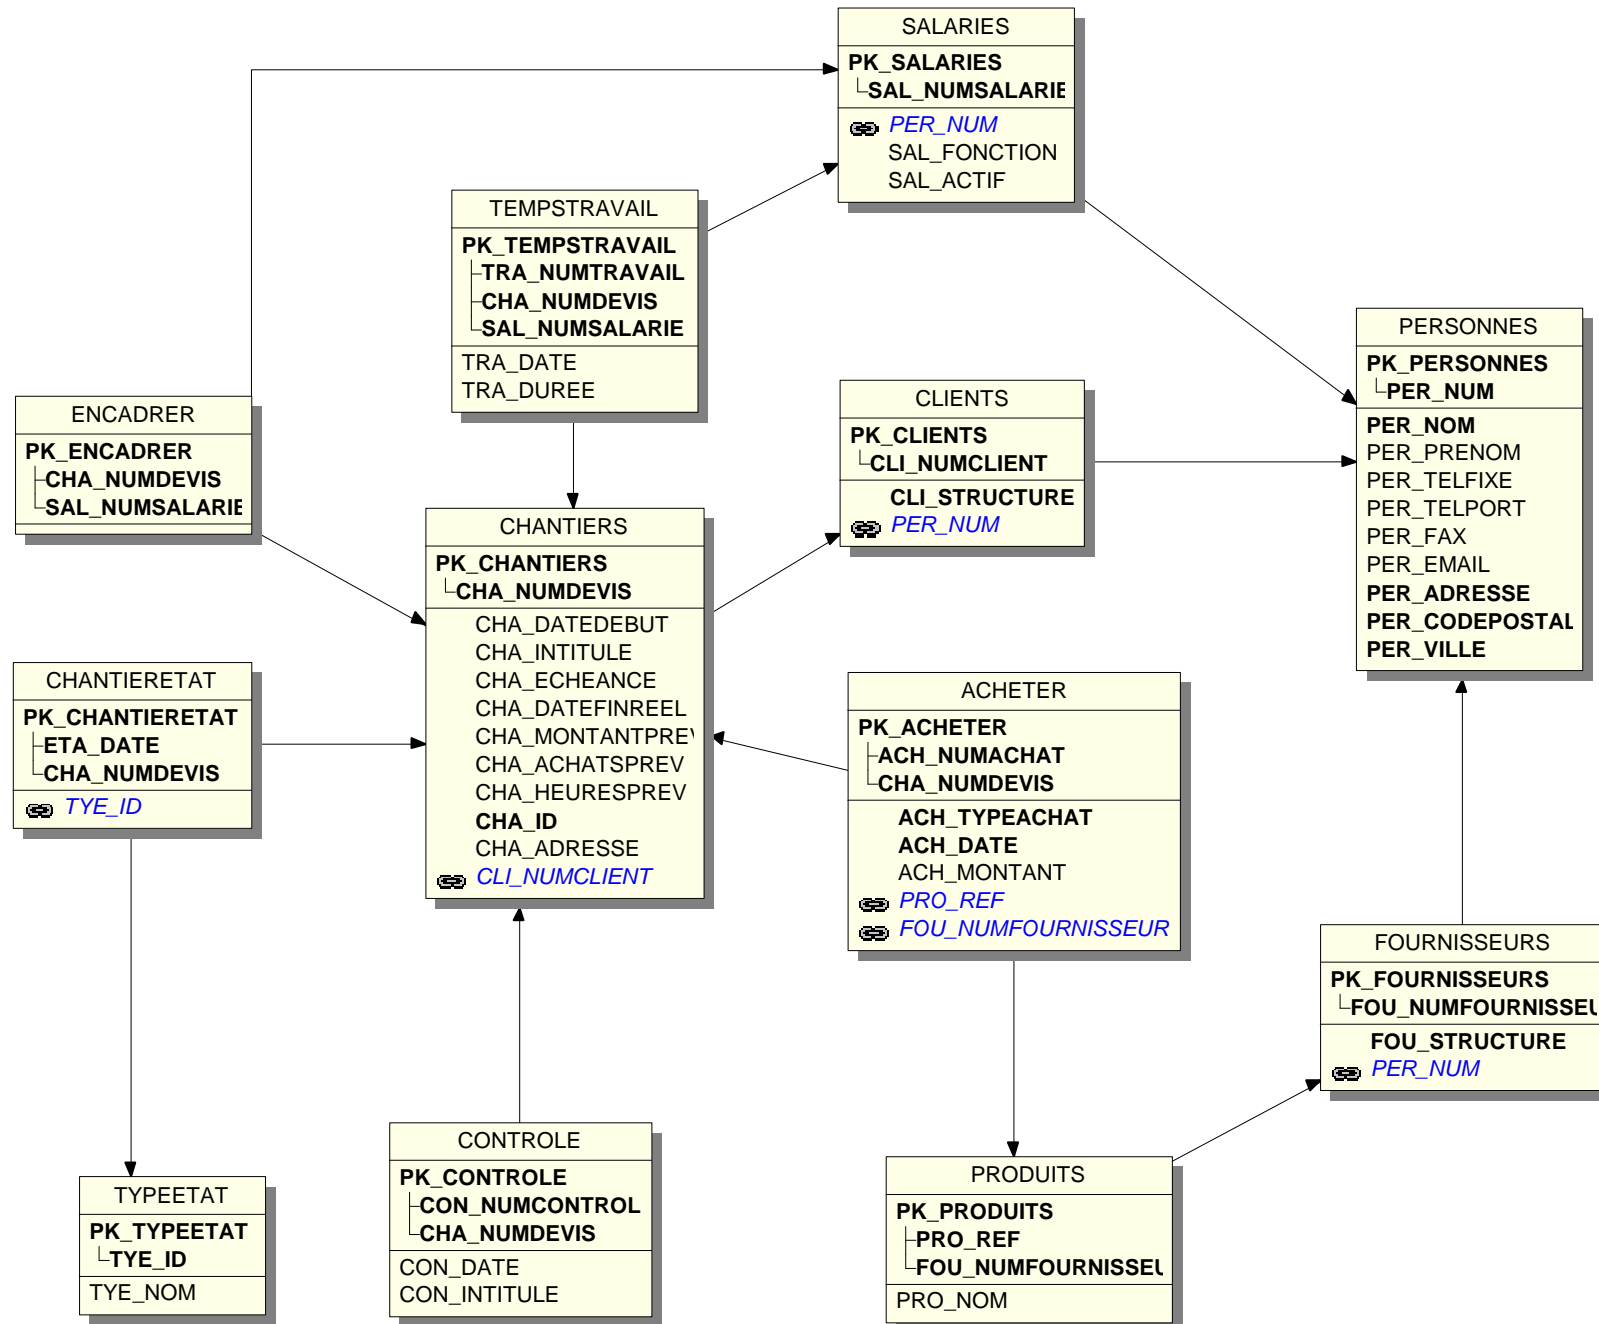 SALARIES
PK_SALARIES
SAL_NUMSALARIE
PER_NUM
SAL_FONCTION
SAL_ACTIF
TEMPSTRAVAIL
PK_TEMPSTRAVAIL
TRA_NUMTRAVAIL
CHA_NUMDEVIS
SAL_NUMSALARIE
TRA_DATE
TRA_DUREE
PERSONNES
PK_PERSONNES
PER_NUM
PER_NOM
PER_PRENOM
PER_TELFIXE
PER_TELPORT
PER_FAX
PER_EMAIL
PER_ADRESSE
PER_CODEPOSTAL
PER_VILLE
ENCADRER
PK_ENCADRER
CHA_NUMDEVIS
SAL_NUMSALARIE
CLIENTS
PK_CLIENTS
CLI_NUMCLIENT
CLI_STRUCTURE
PER_NUM
CHANTIERS
PK_CHANTIERS
CHA_NUMDEVIS
CHA_DATEDEBUT
CHA_INTITULE
CHA_ECHEANCE
CHA_DATEFINREEL
CHA_MONTANTPREV
CHA_ACHATSPREV
CHA_HEURESPREV
CHA_ID
CHA_ADRESSE
CLI_NUMCLIENT
CHANTIERETAT
PK_CHANTIERETAT
ETA_DATE
CHA_NUMDEVIS
TYE_ID
ACHETER
PK_ACHETER
ACH_NUMACHAT
CHA_NUMDEVIS
ACH_TYPEACHAT
ACH_DATE
ACH_MONTANT
PRO_REF
FOU_NUMFOURNISSEUR
FOURNISSEURS
PK_FOURNISSEURS
FOU_NUMFOURNISSEU
FOU_STRUCTURE
PER_NUM
TYPEETAT
PK_TYPEETAT
TYE_ID
TYE_NOM
CONTROLE
PK_CONTROLE
CON_NUMCONTROL
CHA_NUMDEVIS
CON_DATE
CON_INTITULE
PRODUITS
PK_PRODUITS
PRO_REF
FOU_NUMFOURNISSEU
PRO_NOM